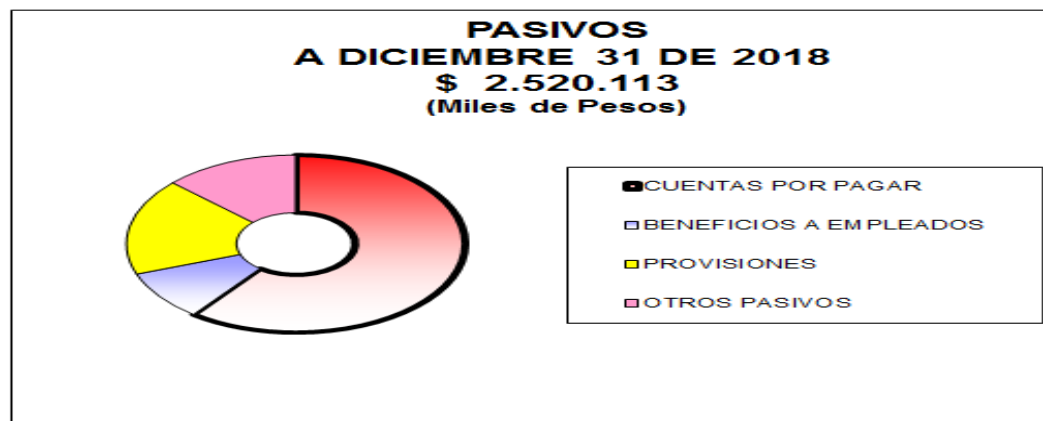 PASIVOS
A DICIEMBRE 31 DE 2018
$ 2.520.113
(Miles de Pesos)
CUENTAS POR PAGAR
BENEFICIOS A EMPLEADOS
PROVISIONES
OTROS PASIVOS